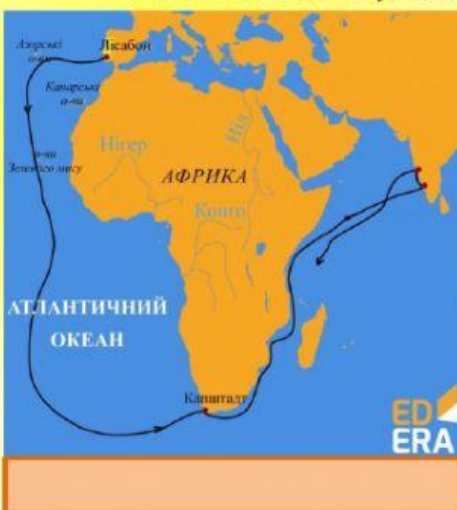 Азорські
о-ви
Лісабон
Канарські
о-ви
о-ви
Зеленого мису
Нігер
Ніл
АФРИКА
Конго
АТЛАНТИЧНИЙ
ОКЕАН
Капштадт
ED
ERA